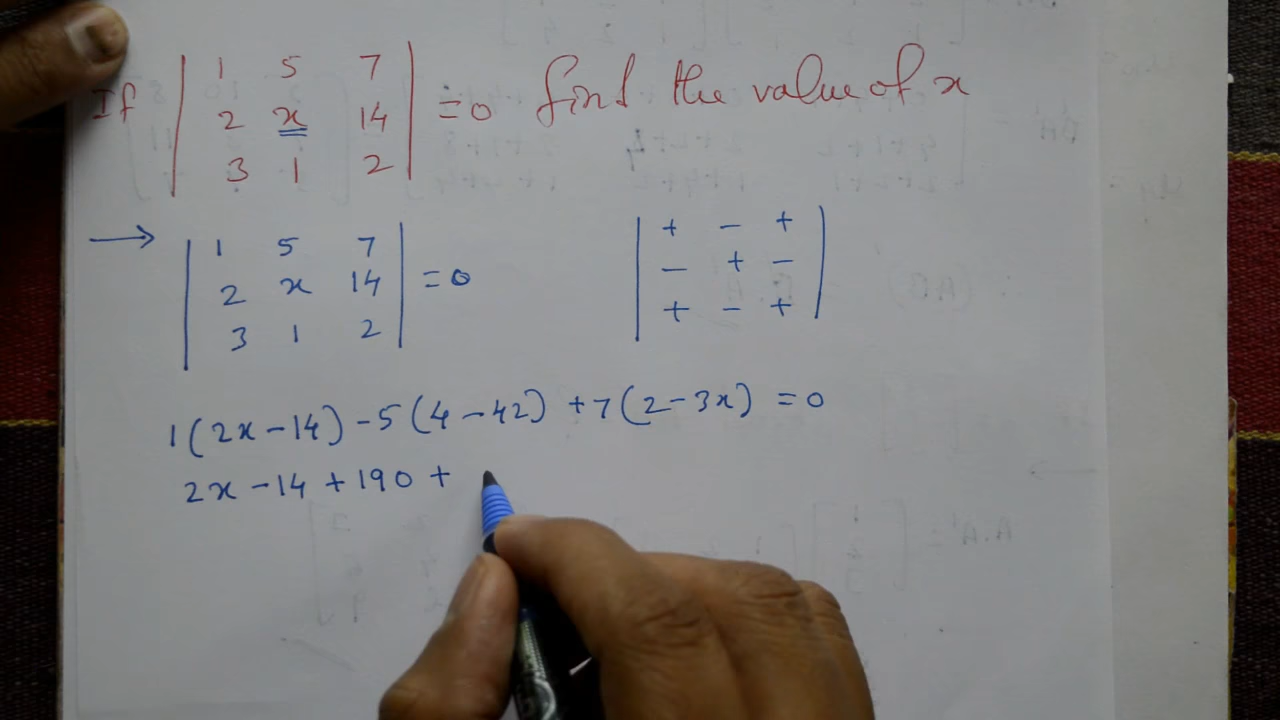 If | 1 5 7 | = 0 find the value of x
| 2 x 14 |
| 3 1 2 |
→ | 1 5 7 | = 0
| 2 x 14 |
| 3 1 2 |
| + - + |
| - + - |
| + - + |
1(2x-14)-5(4-42)+7(2-3x) = 0
2x-14+190+